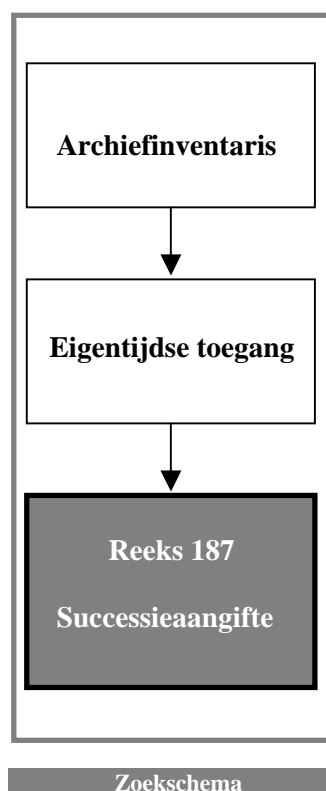 Archiefinventaris
Eigentijdse toegang
Reeks 187
Successieaangifte
Zoekschema